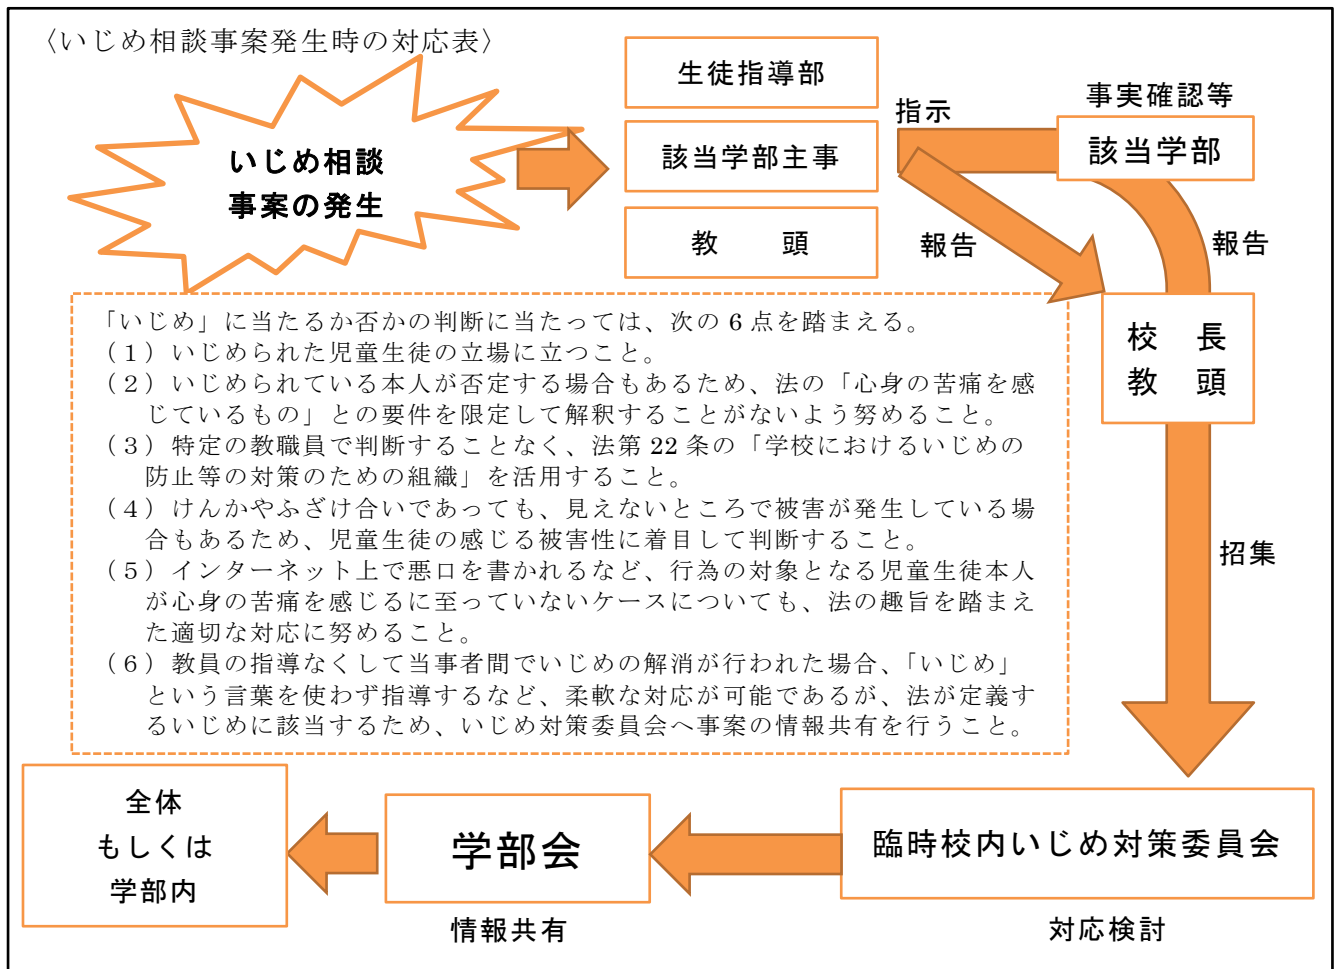 〈いじめ相談事案発生時の対応表〉
いじめ相談
事案の発生
生徒指導部
該当学部主事
教　　頭
指示
報告
事実確認等
該当学部
報告
校　長
教　頭
招集
「いじめ」に当たるか否かの判断に当たっては、次の 6 点を踏まえる。
（1）いじめられた児童生徒の立場に立つこと。
（2）いじめられている本人が否定する場合もあるため、法の「心身の苦痛を感
じているもの」との要件を限定して解釈することがないよう努めること。
（3）特定の教職員で判断することなく、法第 22 条の「学校におけるいじめの
防止等の対策のための組織」を活用すること。
（4）けんかやふざけ合いであっても、見えないところで被害が発生している場
合もあるため、児童生徒の感じる被害性に着目して判断すること。
（5）インターネット上で悪口を書かれるなど、行為の対象となる児童生徒本人
が心身の苦痛を感じるに至っていないケースについても、法の趣旨を踏まえ
た適切な対応に努めること。
（6）教員の指導なくして当事者間でいじめの解消が行われた場合、「いじめ」
という言葉を使わず指導するなど、柔軟な対応が可能であるが、法が定義す
るいじめに該当するため、いじめ対策委員会へ事案の情報共有を行うこと。
臨時校内いじめ対策委員会
対応検討
学部会
情報共有
全体
もしくは
学部内